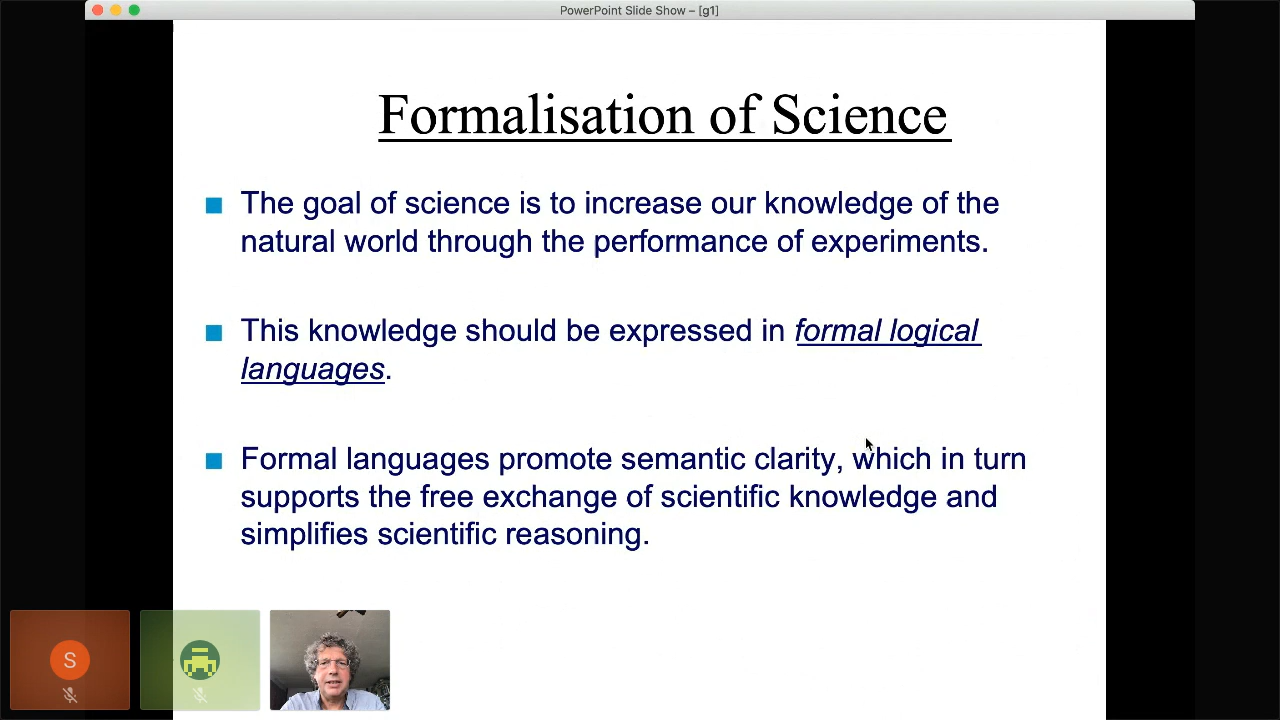 PowerPoint Slide Show – [g1]
Formalisation of Science
The goal of science is to increase our knowledge of the
natural world through the performance of experiments.
This knowledge should be expressed in formal logical
languages.
Formal languages promote semantic clarity, which in turn
supports the free exchange of scientific knowledge and
simplifies scientific reasoning.
S